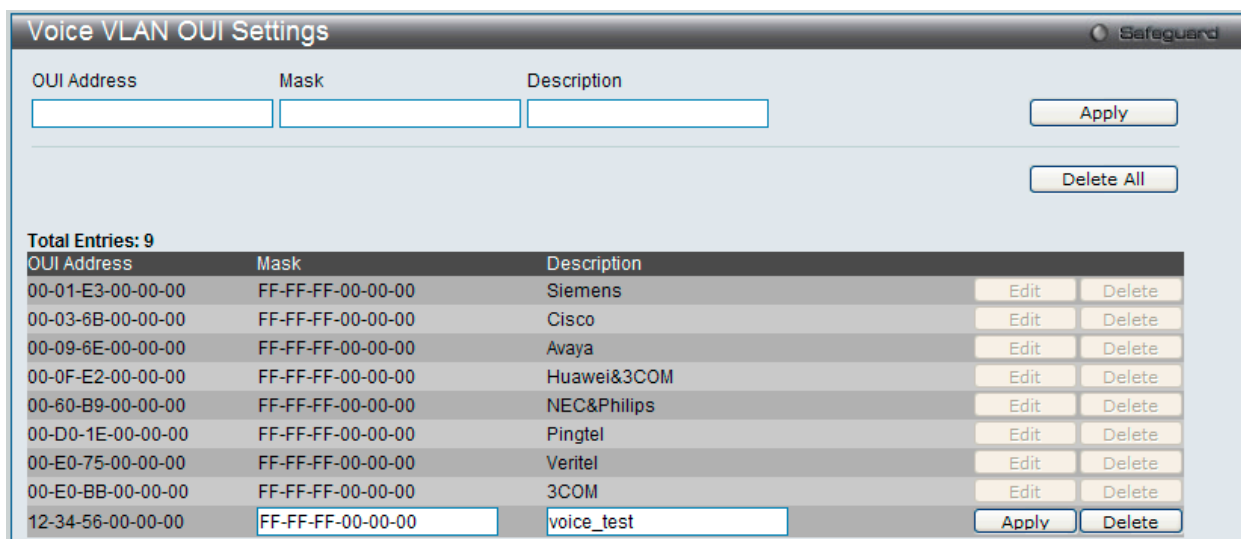 Voice VLAN OUI Settings Safeguard
OUI Address Mask Description
Apply
Delete All
Total Entries: 9
OUI Address Mask Description
00-01-E3-00-00-00 FF-FF-FF-00-00-00 Siemens Edit Delete
00-03-6B-00-00-00 FF-FF-FF-00-00-00 Cisco Edit Delete
00-09-6E-00-00-00 FF-FF-FF-00-00-00 Avaya Edit Delete
00-0F-E2-00-00-00 FF-FF-FF-00-00-00 Huawei&3COM Edit Delete
00-60-B9-00-00-00 FF-FF-FF-00-00-00 NEC&Philips Edit Delete
00-D0-1E-00-00-00 FF-FF-FF-00-00-00 Pingtel Edit Delete
00-E0-75-00-00-00 FF-FF-FF-00-00-00 Veritel Edit Delete
00-E0-BB-00-00-00 FF-FF-FF-00-00-00 3COM Edit Delete
12-34-56-00-00-00 FF-FF-FF-00-00-00 voice_test Apply Delete